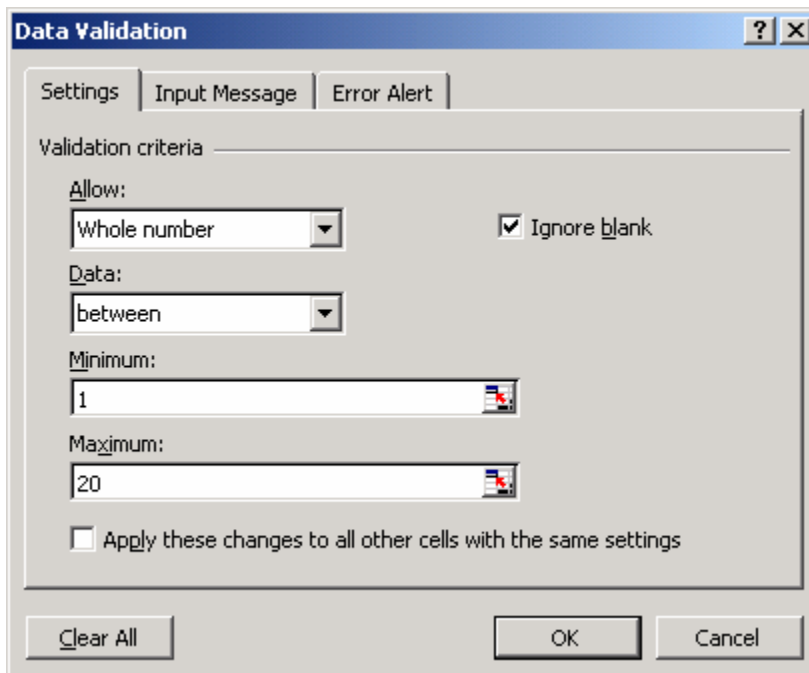 Data Validation
Settings Input Message Error Alert
Validation criteria
Allow:
Whole number Ignore blank
Data:
between
Minimum:
1
Maximum:
20
Apply these changes to all other cells with the same settings
Clear All OK Cancel